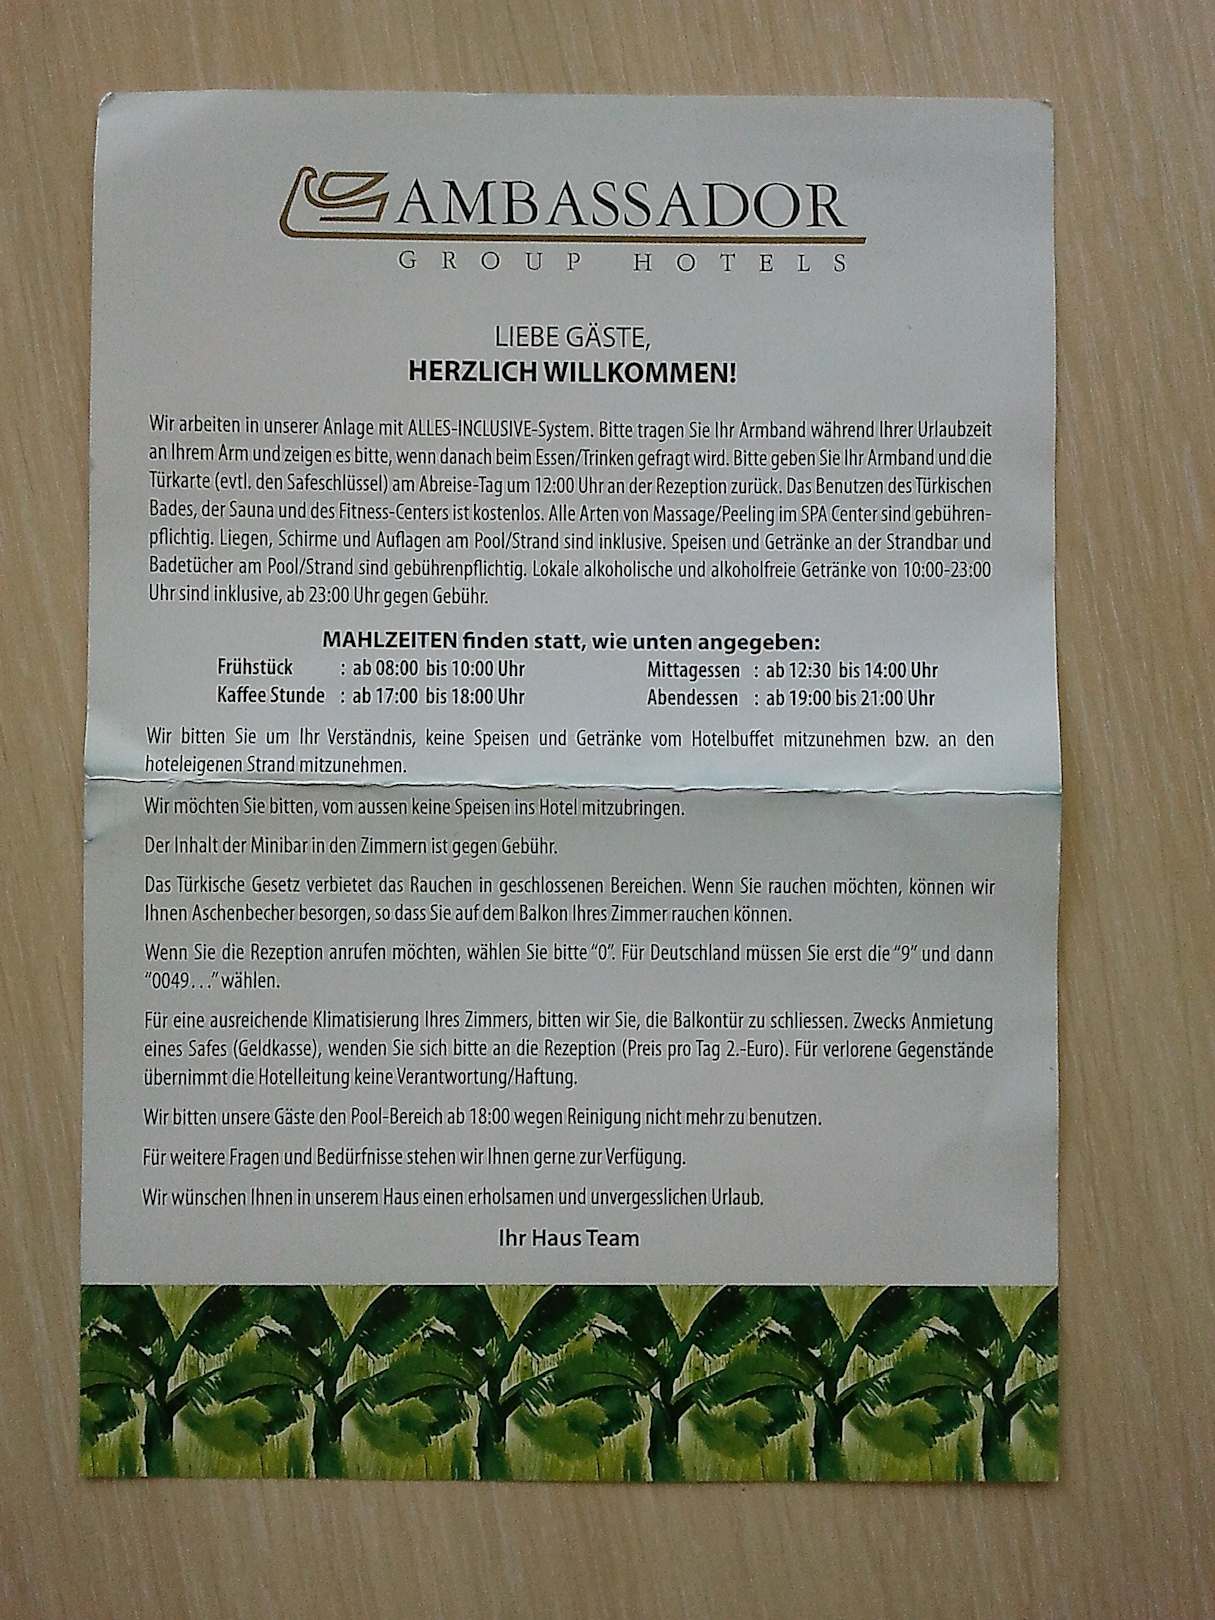 AMBASSADOR
GROUP HOTELS
LIEBE GÄSTE,
HERZLICH WILLKOMMEN!
Wir arbeiten in unserer Anlage mit ALLES-INCLUSIVE-System. Bitte tragen Sie Ihr Armband während Ihrer Urlaubzeit
an Ihrem Arm und zeigen es bitte, wenn danach beim Essen/Trinken gefragt wird. Bitte geben Sie Ihr Armband und die
Türkarte (evtl. den Safeschlüssel) am Abreise-Tag um 12:00 Uhr an der Rezeption zurück. Das Benutzen des Türkischen
Bades, der Sauna und des Fitness-Centers ist kostenlos. Alle Arten von Massage/Peeling im SPA Center sind gebühren-
pflichtig. Liegen, Schirme und Auflagen am Pool/Strand sind inklusive. Speisen und Getränke an der Strandbar und
Badetücher am Pool/Strand sind gebührenpflichtig. Lokale alkoholische und alkoholfreie Getränke von 10:00-23:00
Uhr sind inklusive, ab 23:00 Uhr gegen Gebühr.
MAHLZEITEN finden statt, wie unten angegeben:
Frühstück : ab 08:00 bis 10:00 Uhr Mittagessen : ab 12:30 bis 14:00 Uhr
Kaffee Stunde : ab 17:00 bis 18:00 Uhr Abendessen : ab 19:00 bis 21:00 Uhr
Wir bitten Sie um Ihr Verständnis, keine Speisen und Getränke vom Hotelbuffet mitzunehmen bzw. an den
hoteleigenen Strand mitzunehmen.
Wir möchten Sie bitten, vom aussen keine Speisen ins Hotel mitzubringen.
Der Inhalt der Minibar in den Zimmern ist gegen Gebühr.
Das Türkische Gesetz verbietet das Rauchen in geschlossenen Bereichen. Wenn Sie rauchen möchten, können wir
Ihnen Aschenbecher besorgen, so dass Sie auf dem Balkon Ihres Zimmer rauchen können.
Wenn Sie die Rezeption anrufen möchten, wählen Sie bitte “0”. Für Deutschland müssen Sie erst die “9” und dann
“0049...” wählen.
Für eine ausreichende Klimatisierung Ihres Zimmers, bitten wir Sie, die Balkontür zu schliessen. Zwecks Anmietung
eines Safes (Geldkasse), wenden Sie sich bitte an die Rezeption (Preis pro Tag 2.-Euro). Für verlorene Gegenstände
übernimmt die Hotelleitung keine Verantwortung/Haftung.
Wir bitten unsere Gäste den Pool-Bereich ab 18:00 wegen Reinigung nicht mehr zu benutzen.
Für weitere Fragen und Bedürfnisse stehen wir Ihnen gerne zur Verfügung.
Wir wünschen Ihnen in unserem Haus einen erholsamen und unvergesslichen Urlaub.
Ihr Haus Team